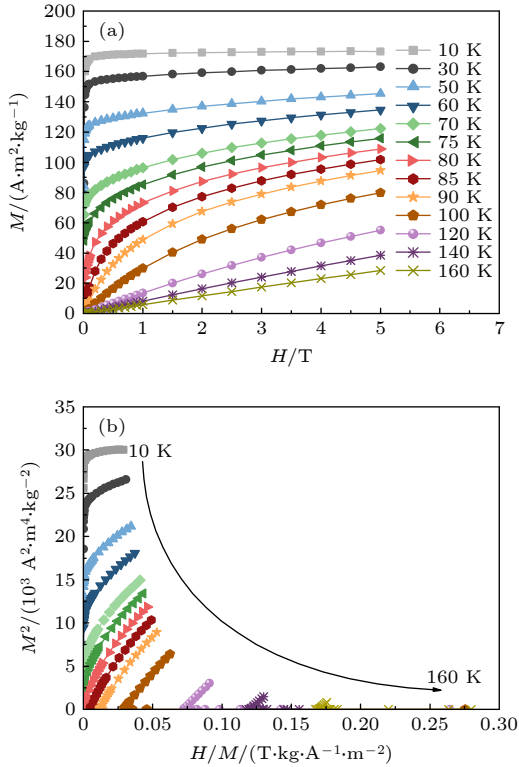 (a)
200
180
160
140
120
100
80
60
40
20
0
M/(A·m²·kg⁻¹)
10 K
30 K
50 K
60 K
70 K
75 K
80 K
85 K
90 K
100 K
120 K
140 K
160 K
0 1 2 3 4 5 6 7
H/T
(b)
35
30
25
20
15
10
5
0
M²/(10³ A²·m⁴·kg⁻²)
10 K
160 K
0 0.05 0.10 0.15 0.20 0.25 0.30
H/M/(T·kg·A⁻¹·m⁻²)